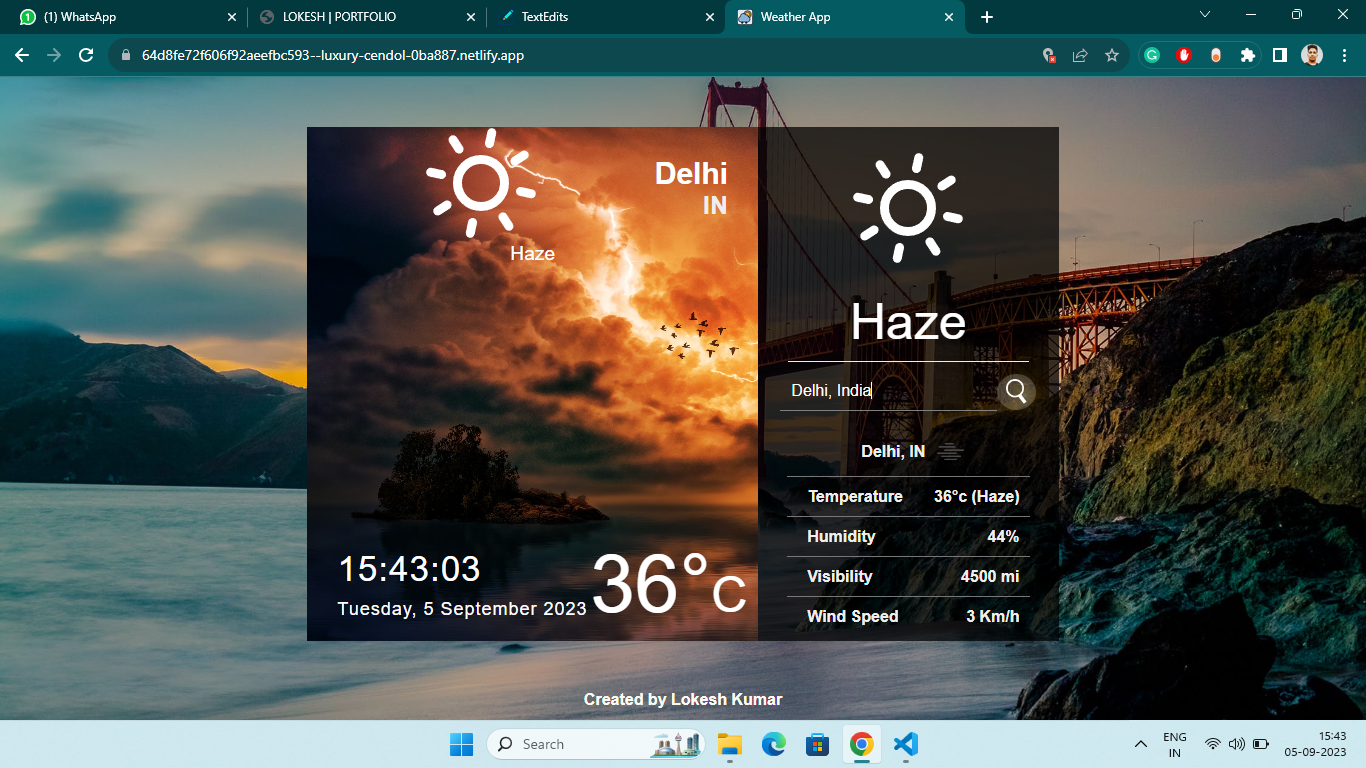 (1) WhatsApp
LOKESH | PORTFOLIO
TextEdits
Weather App
64d8fe72f606f92aeefbc593--luxury-cendol-0ba887.netlify.app
Delhi
IN
Haze
15:43:03
Tuesday, 5 September 2023
36°c
Haze
Delhi, India
Delhi, IN
Temperature 36°c (Haze)
Humidity 44%
Visibility 4500 mi
Wind Speed 3 Km/h
Created by Lokesh Kumar
Search
ENG
IN
15:43
05-09-2023